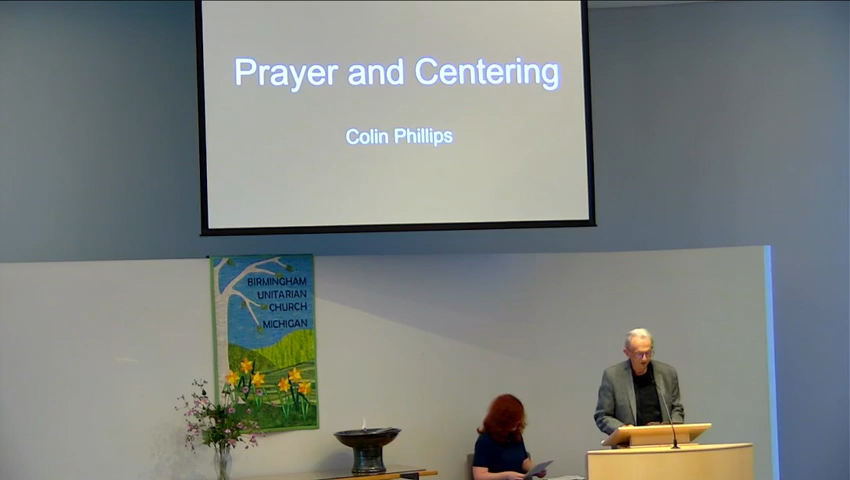 Prayer and Centering
Colin Phillips
BIRMINGHAM
UNITARIAN
CHURCH
MICHIGAN